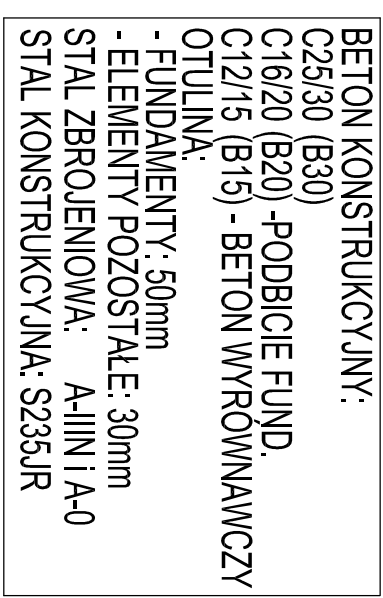 BETON KONSTRUKCYJNY:
C25/30 (B30)
C16/20 (B20) -PODBICIE FUND.
C12/15 (B15) - BETON WYRÓWNAWCZY
OTULINA:
- FUNDAMENTY: 50mm
- ELEMENTY POZOSTAŁE: 30mm
STAL ZBROJENIOWA: A-IIIN i A-0
STAL KONSTRUKCYJNA: S235JR